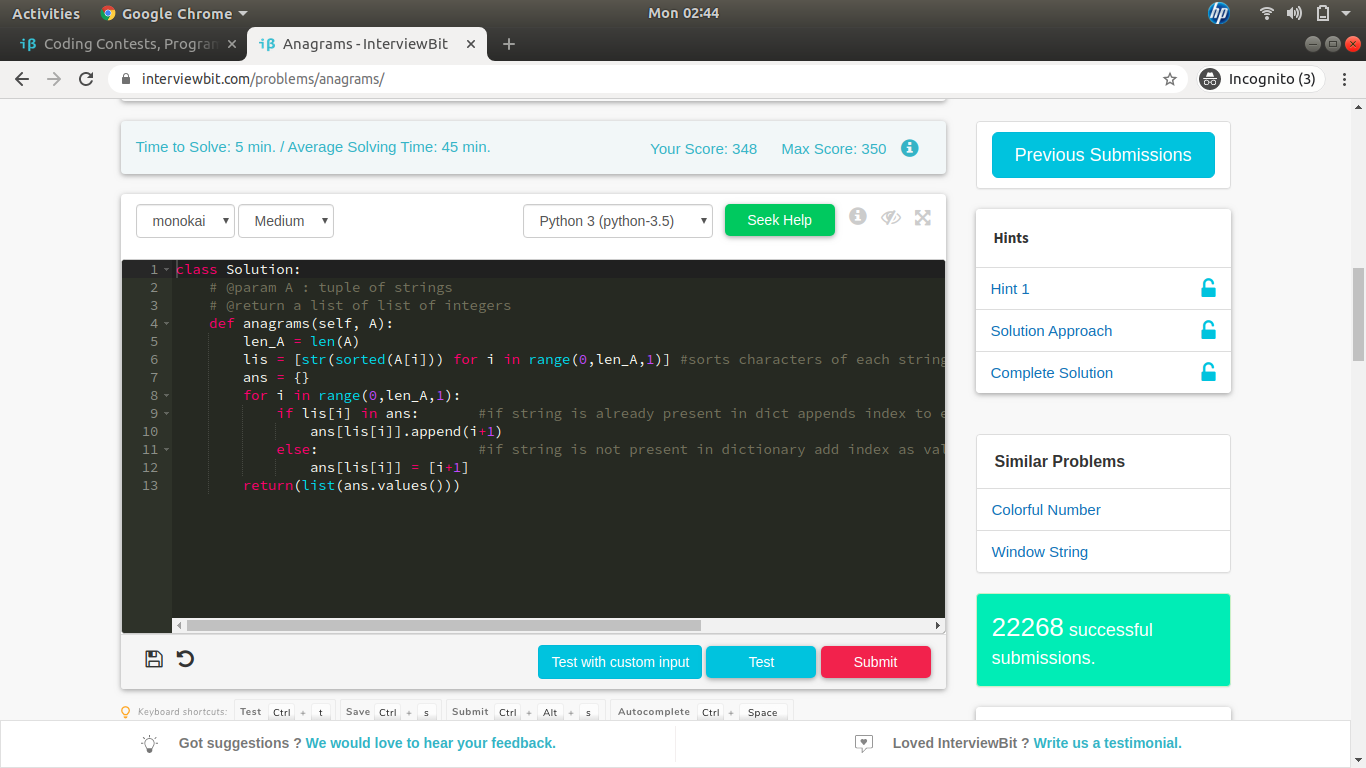 Activities Google Chrome Mon 02:44
Coding Contests, Program Anagrams - InterviewBit
interviewbit.com/problems/anagrams/ Incognito (3)
Time to Solve: 5 min. / Average Solving Time: 45 min. Your Score: 348 Max Score: 350
Previous Submissions
monokai Medium Python 3 (python-3.5) Seek Help
1 class Solution:
2 # @param A : tuple of strings
3 # @return a list of list of integers
4 def anagrams(self, A):
5 len_A = len(A)
6 lis = [str(sorted(A[i])) for i in range(0,len_A,1)] #sorts characters of each string
7 ans = {}
8 for i in range(0,len_A,1):
9 if lis[i] in ans: #if string is already present in dict appends index to e
10 ans[lis[i]].append(i+1)
11 else: #if string is not present in dictionary add index as val
12 ans[lis[i]] = [i+1]
13 return(list(ans.values()))
Hints
Hint 1
Solution Approach
Complete Solution
Similar Problems
Colorful Number
Window String
22268 successful
submissions.
Test with custom input Test Submit
Keyboard shortcuts: Test Ctrl + t Save Ctrl + s Submit Ctrl + Alt + s Autocomplete Ctrl + Space
Got suggestions ? We would love to hear your feedback. Loved InterviewBit ? Write us a testimonial.